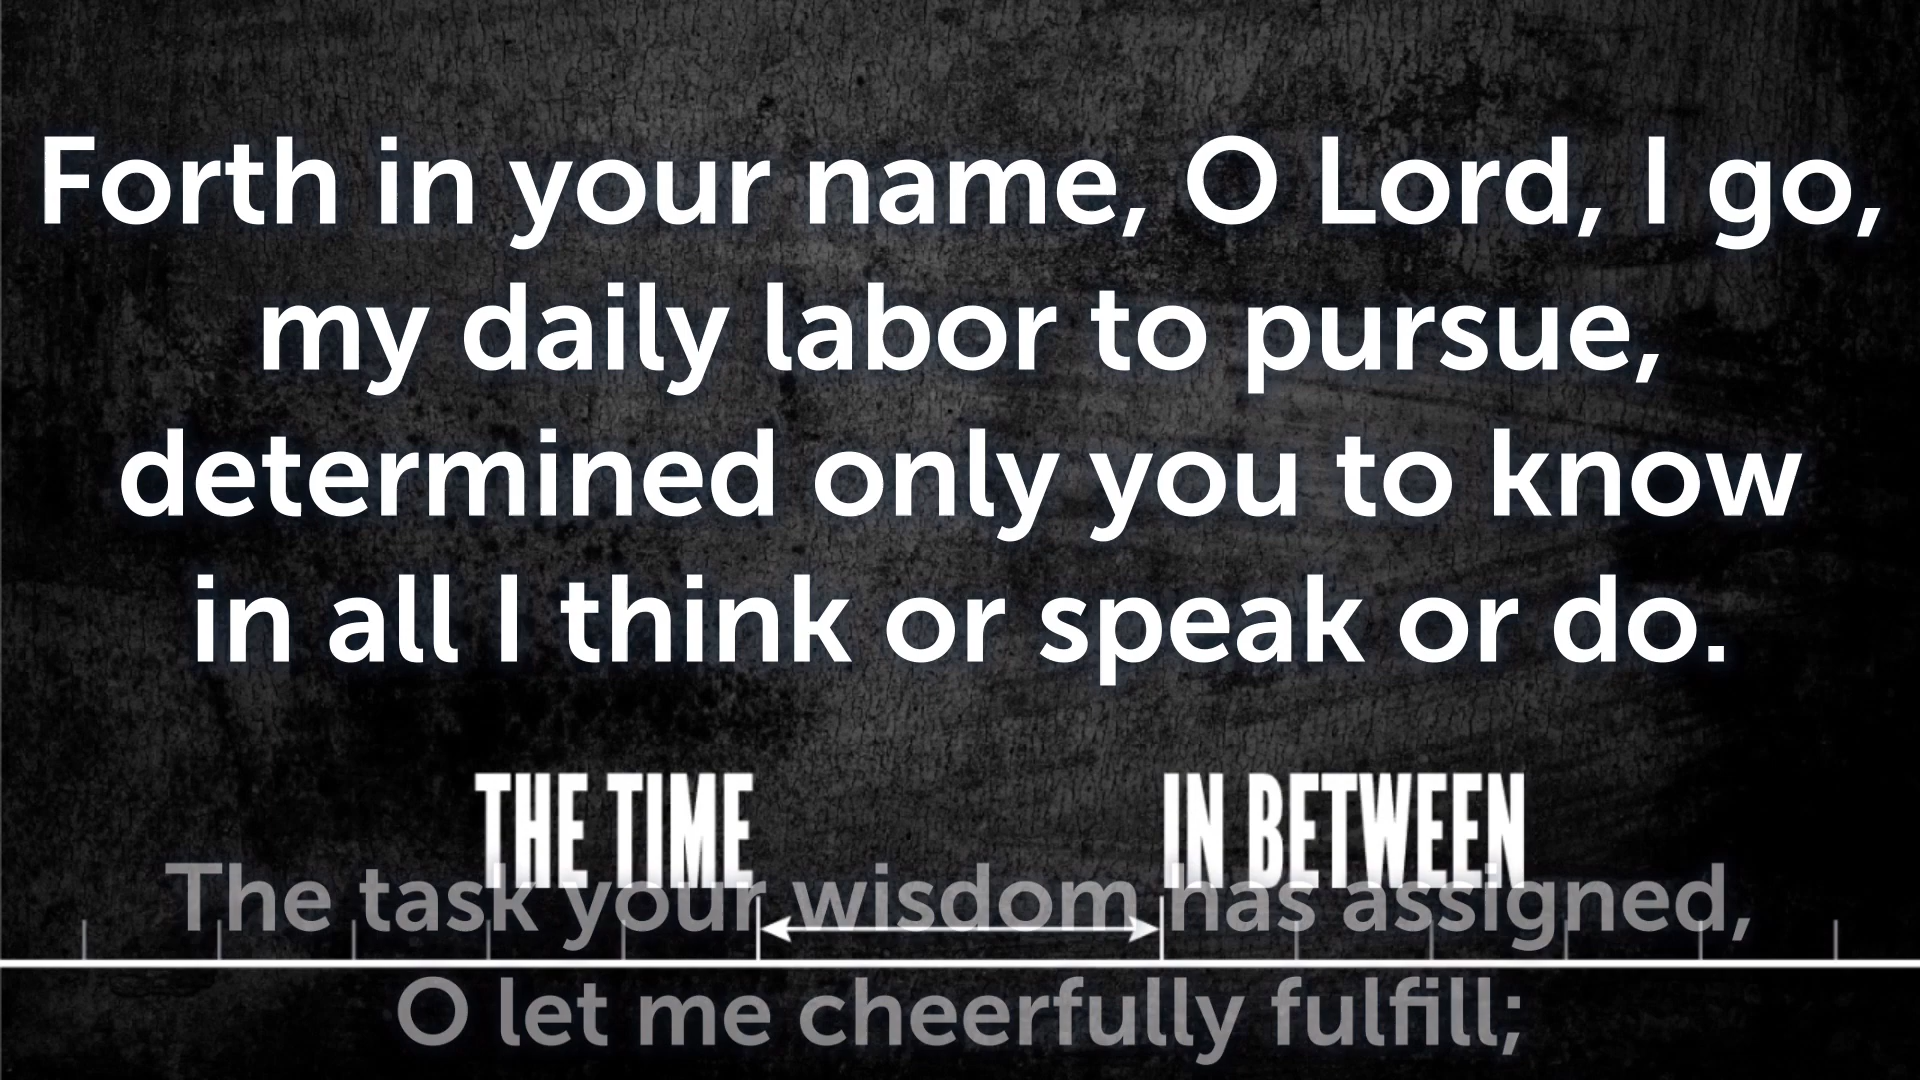 Forth in your name, O Lord, I go,
my daily labor to pursue,
determined only you to know
in all I think or speak or do.
THE TIME IN BETWEEN
The task your wisdom has assigned,
O let me cheerfully fulfill;